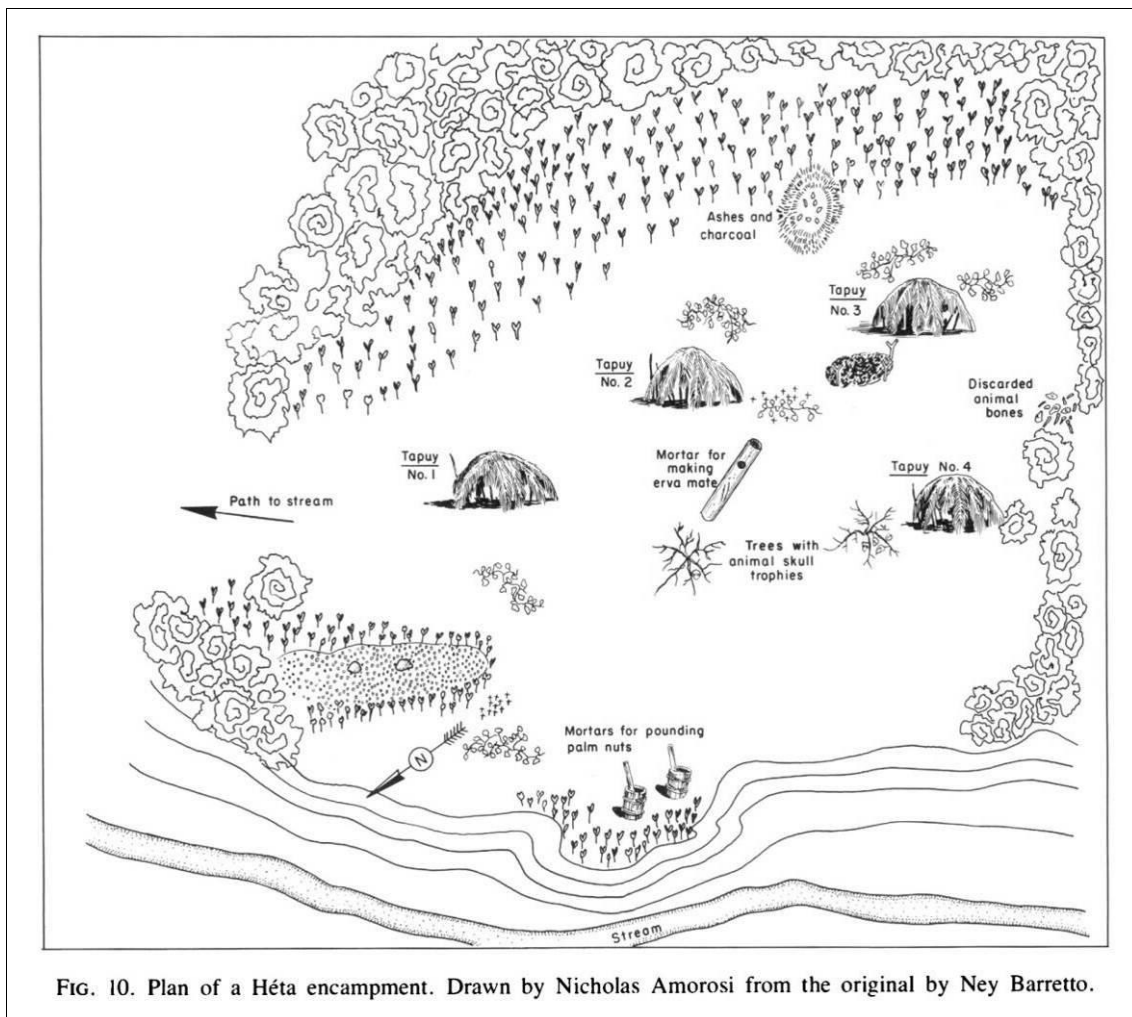 Ashes and
charcoal
Tapuy
No. 3
Tapuy
No. 2
Discarded
animal
bones
Mortar for
making
erva mate
Tapuy
No. 1
Tapuy No. 4
Path to stream
Trees with
animal skull
trophies
Mortars for pounding
palm nuts
N
Stream
FIG. 10. Plan of a Héta encampment. Drawn by Nicholas Amorosi from the original by Ney Barretto.